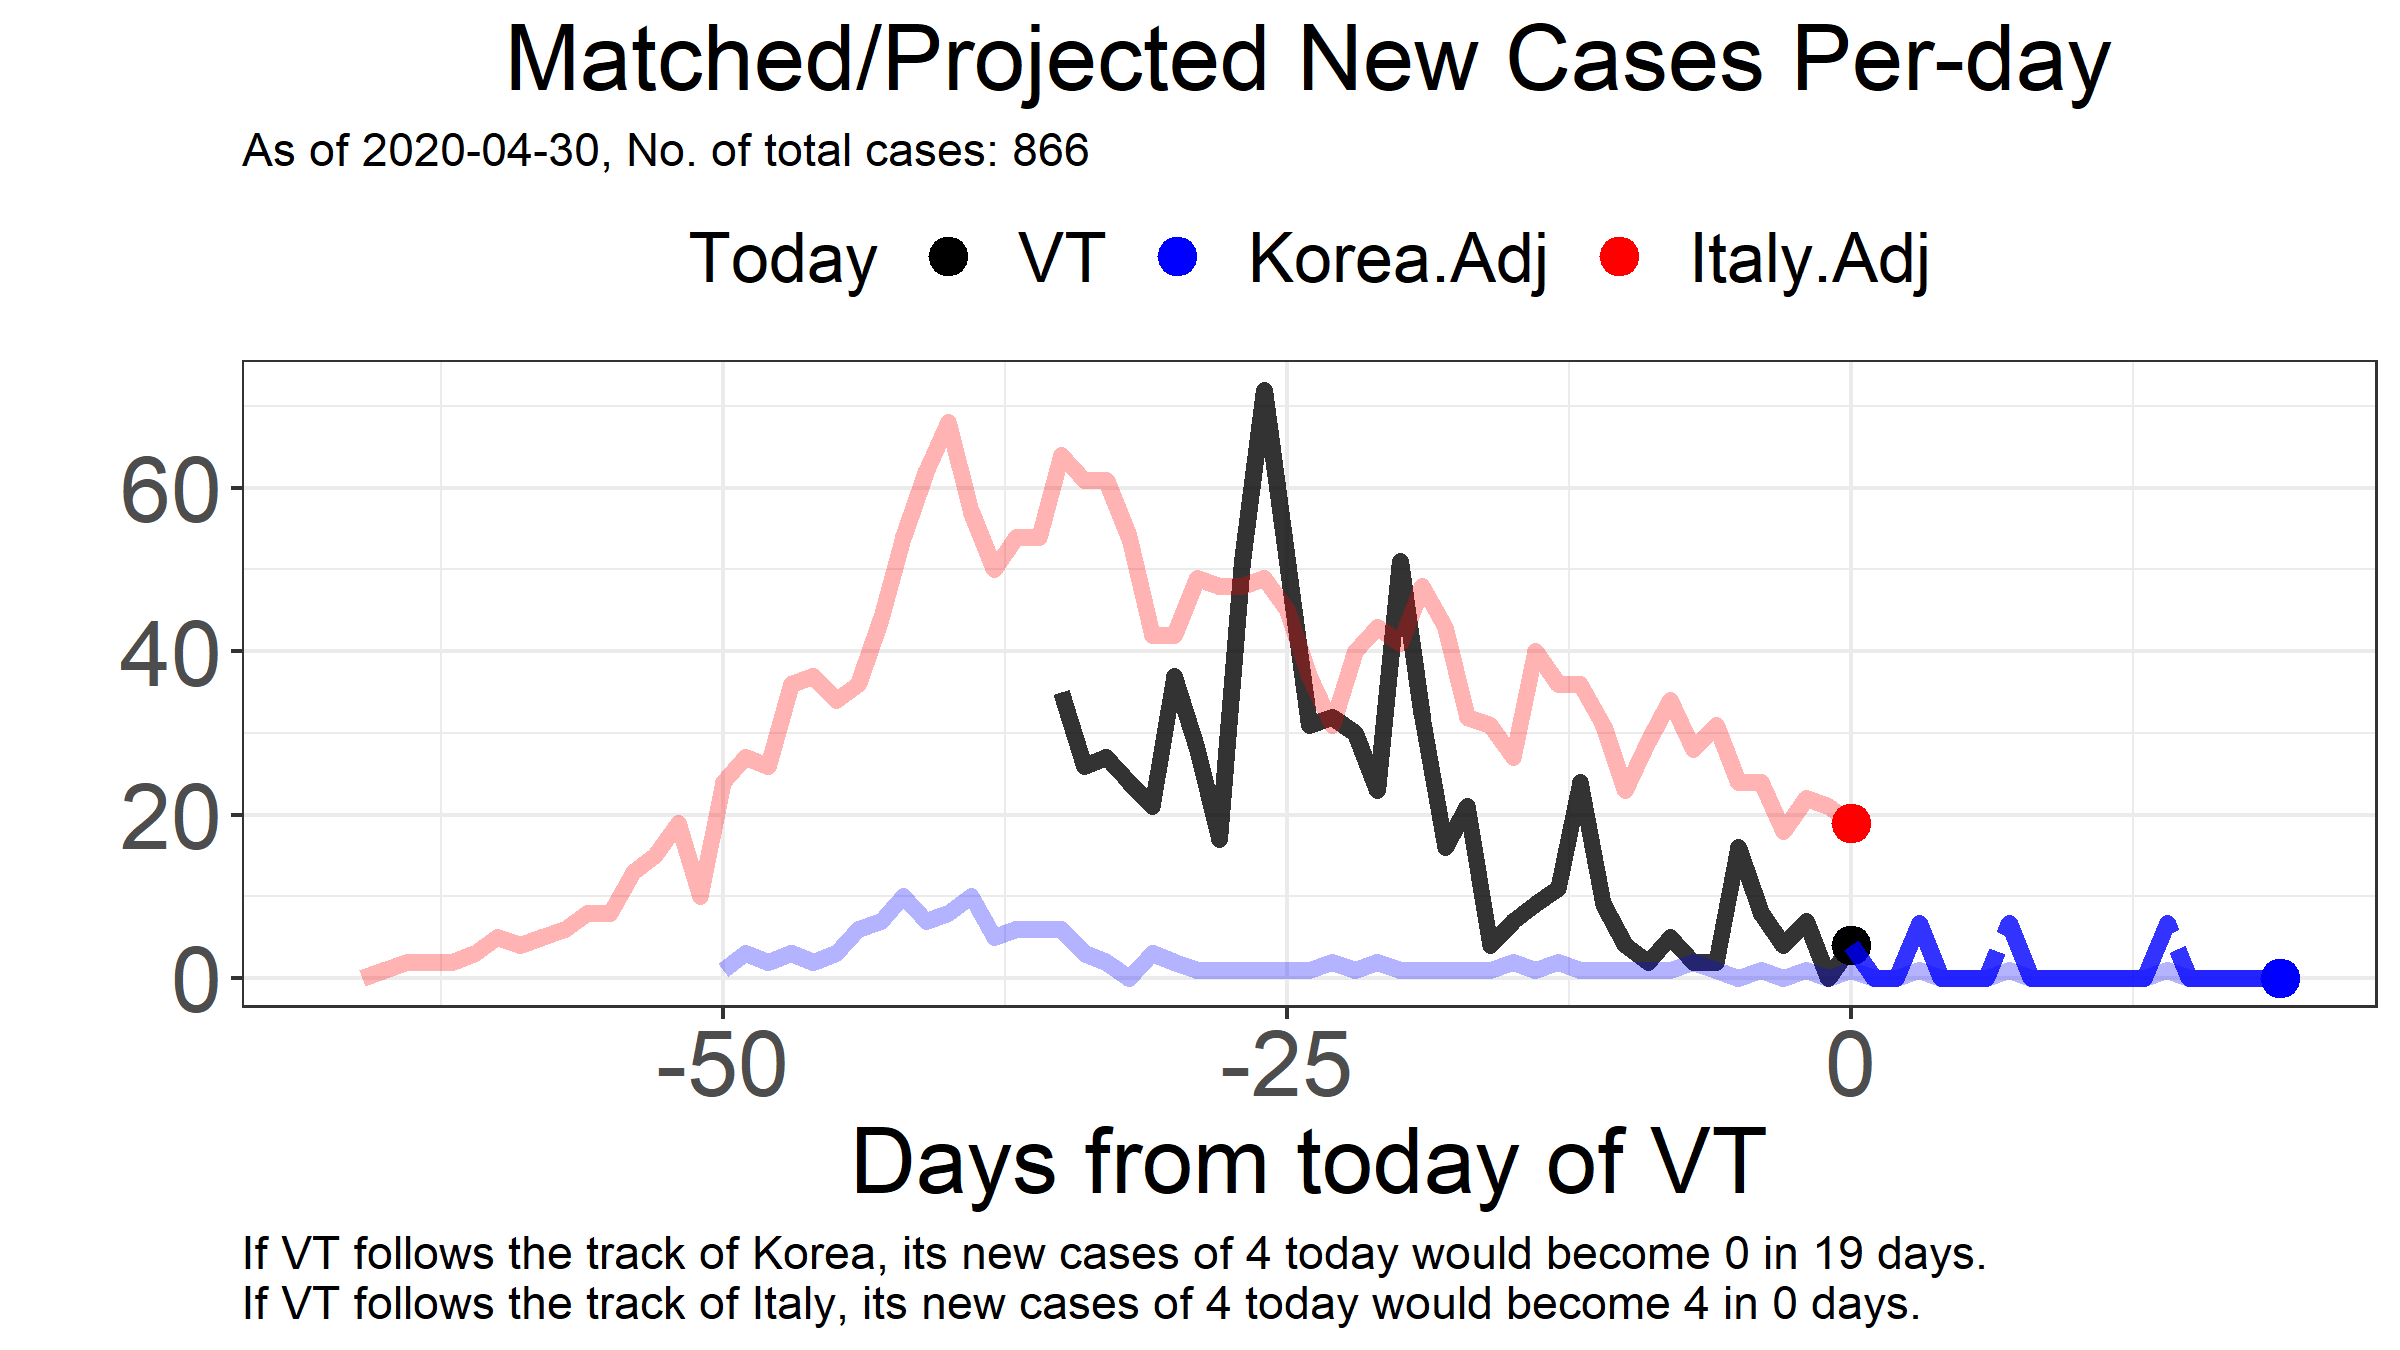 Matched/Projected New Cases Per-day
As of 2020-04-30, No. of total cases: 866
Today VT Korea.Adj Italy.Adj
60
40
20
0
-50 -25 0
Days from today of VT
If VT follows the track of Korea, its new cases of 4 today would become 0 in 19 days.
If VT follows the track of Italy, its new cases of 4 today would become 4 in 0 days.